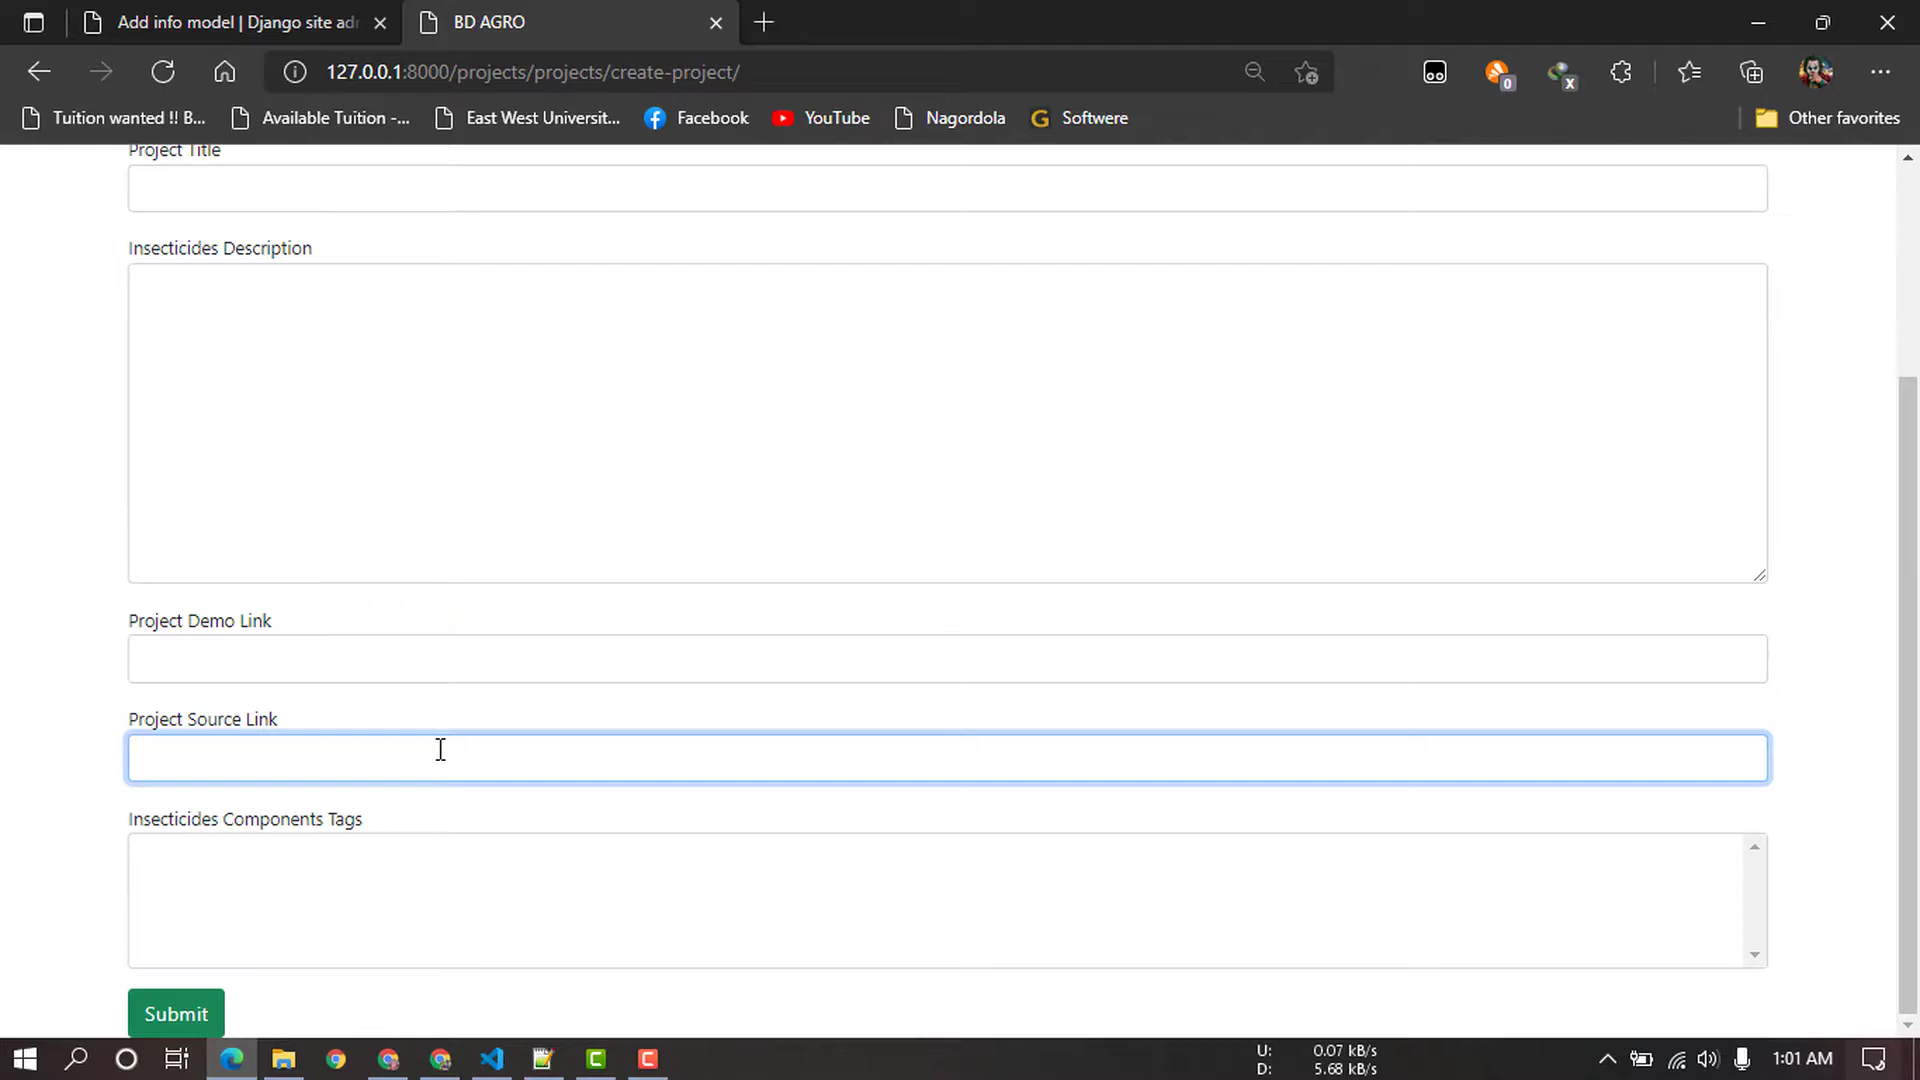 Add info model | Django site adr
BD AGRO
127.0.0.1:8000/projects/projects/create-project/
0
x
Tuition wanted !! B...
Available Tuition -...
East West Universit...
Facebook
YouTube
Nagordola
G
Softwere
Other favorites
Project Title
Insecticides Description
Project Demo Link
Project Source Link
Insecticides Components Tags
Submit
C
C
U: 0.07 kB/s
D: 5.68 kB/s
1:01 AM